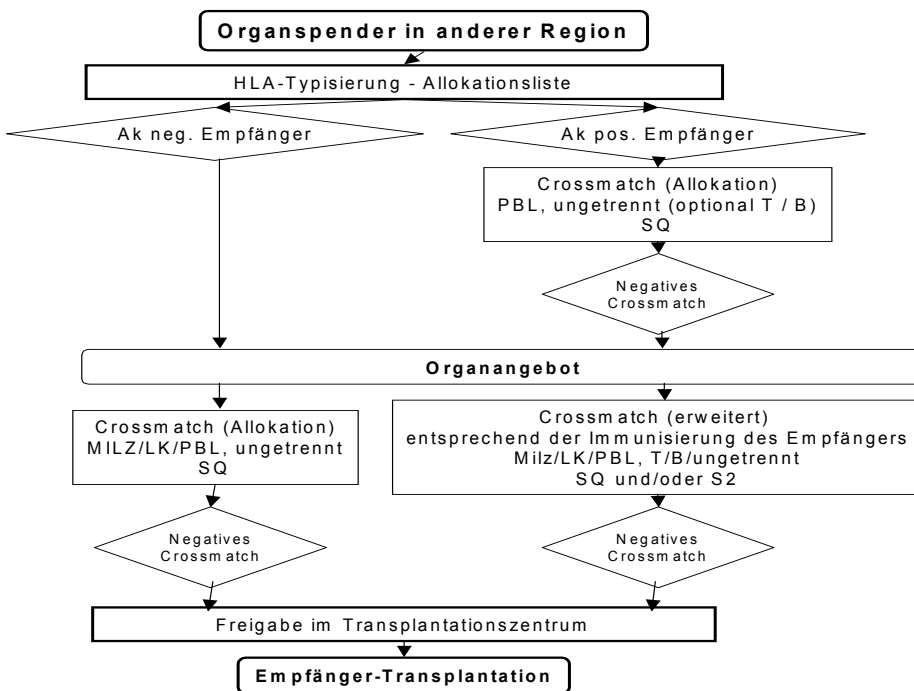 Organspender in anderer Region
HLA-Typisierung - Allokationsliste
Ak neg. Empfänger
Ak pos. Empfänger
Crossmatch (Allokation)
PBL, ungetrennt (optional T / B)
SQ
Negatives
Crossmatch
Organangebot
Crossmatch (Allokation)
MILZ/LK/PBL, ungetrennt
SQ
Crossmatch (erweitert)
entsprechend der Immunisierung des Empfängers
Milz/LK/PBL, T/B/ungetrennt
SQ und/oder S2
Negatives
Crossmatch
Negatives
Crossmatch
Freigabe im Transplantationszentrum
Empfänger-Transplantation